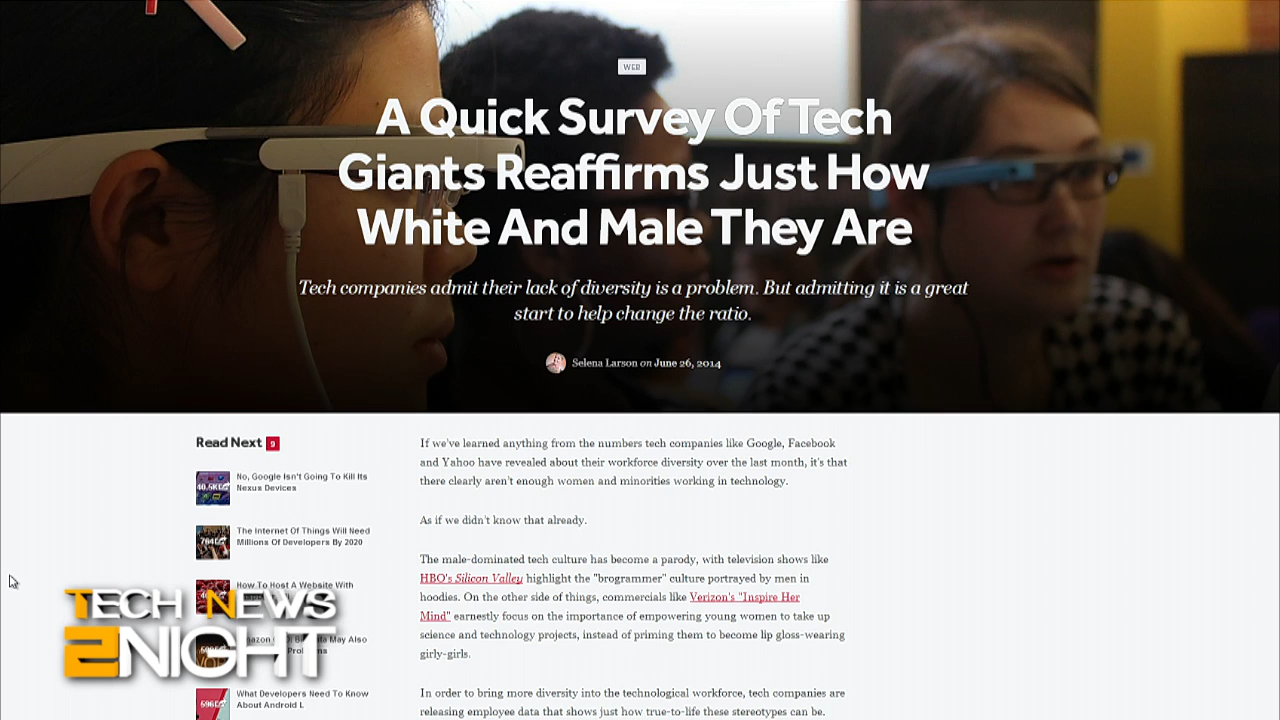 WEB
A Quick Survey Of Tech
Giants Reaffirms Just How
White And Male They Are
Tech companies admit their lack of diversity is a problem. But admitting it is a great
start to help change the ratio.
Selena Larson on June 26, 2014
Read Next 9
No, Google Isn't Going To Kill Its
Nexus Devices
The Internet Of Things Will Need
Millions Of Developers By 2020
How To Host A Website With
May Also
What Developers Need To Know
About Android L
If we've learned anything from the numbers tech companies like Google, Facebook
and Yahoo have revealed about their workforce diversity over the last month, it's that
there clearly aren't enough women and minorities working in technology.
As if we didn't know that already.
The male-dominated tech culture has become a parody, with television shows like
HBO's Silicon Valley highlight the "brogrammer" culture portrayed by men in
hoodies. On the other side of things, commercials like Verizon's "Inspire Her
Mind" earnestly focus on the importance of empowering young women to take up
science and technology projects, instead of priming them to become lip gloss-wearing
girly-girls.
In order to bring more diversity into the technological workforce, tech companies are
releasing employee data that shows just how true-to-life these stereotypes can be.
TECH NEWS
2NIGHT